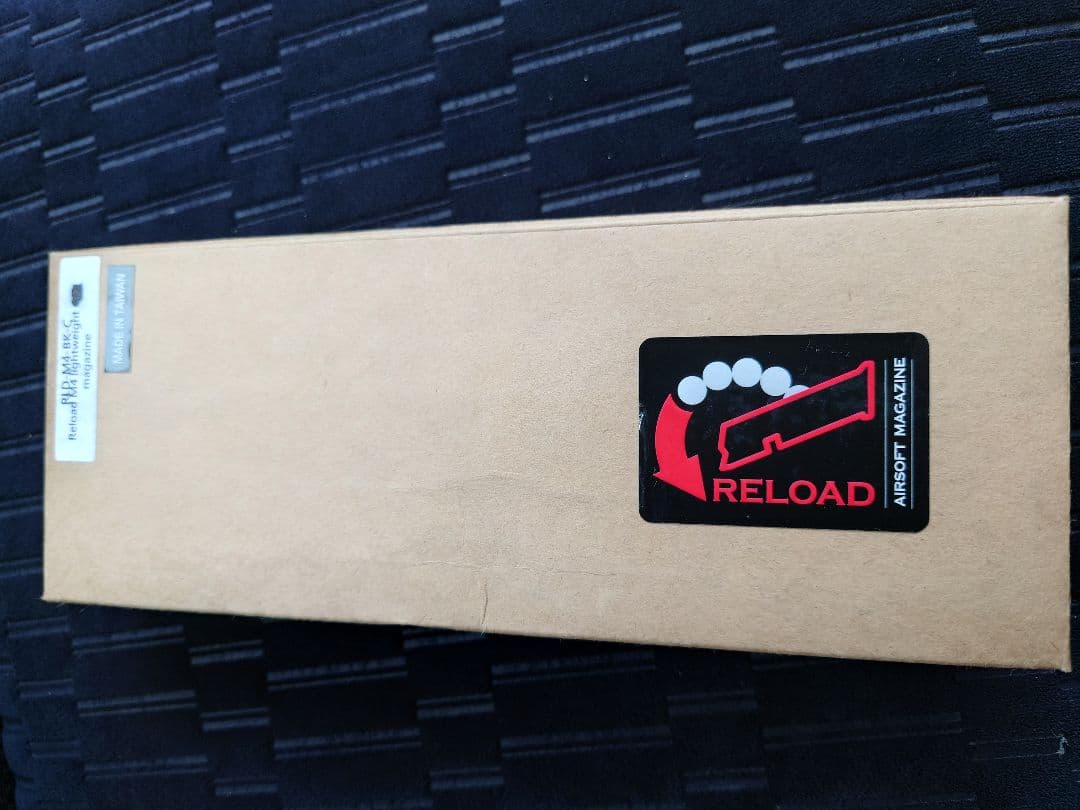 RLD-M4-BK-C
Reload M4 lightweight
magazine
MADE IN TAIWAN
RELOAD
AIRSOFT MAGAZINE